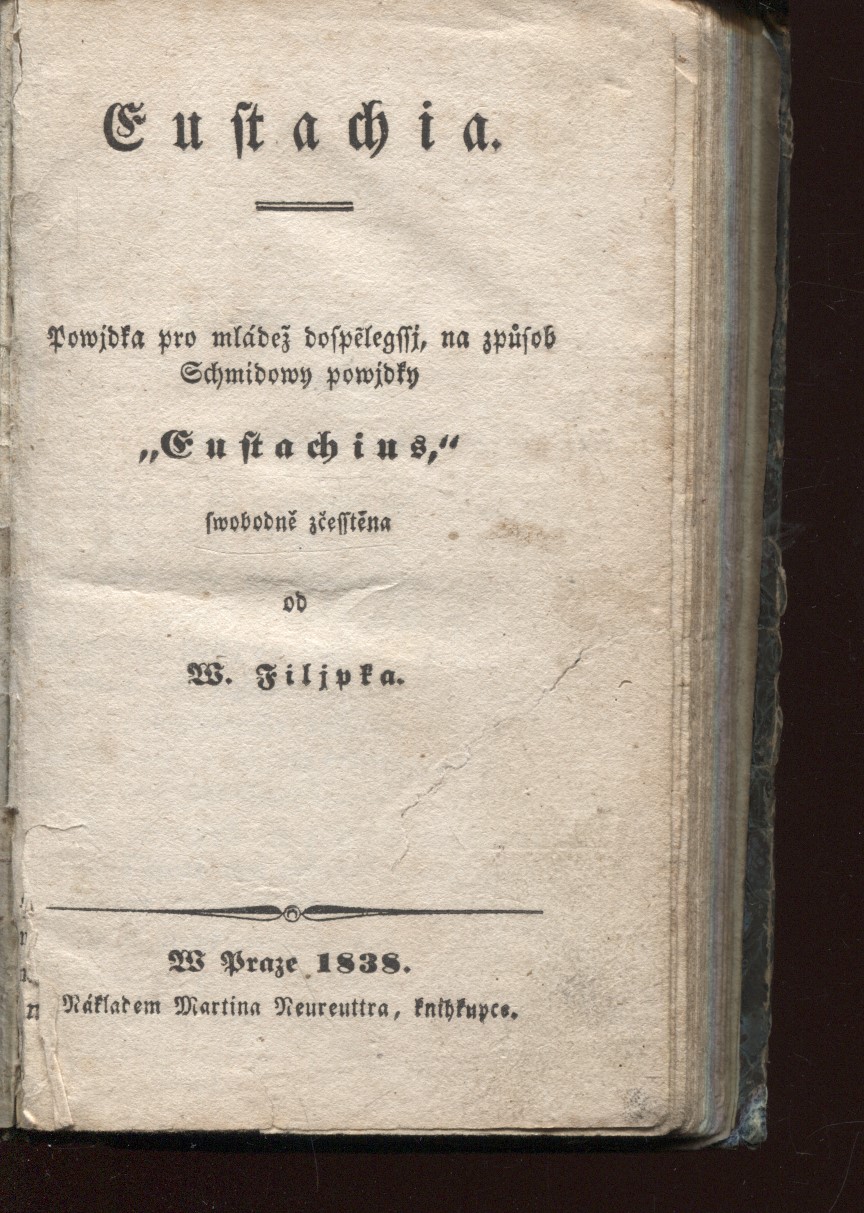 Euſtachia.
Powjdka pro mládež doſpělegſſj, na způſob
Schmidowy powjdky
„Euſtachius,“
ſwobodně zčeſſtěna
od
W. Filjpka.
W Praze 1838.
Nákladem Martina Neureuttra, knihkupce.